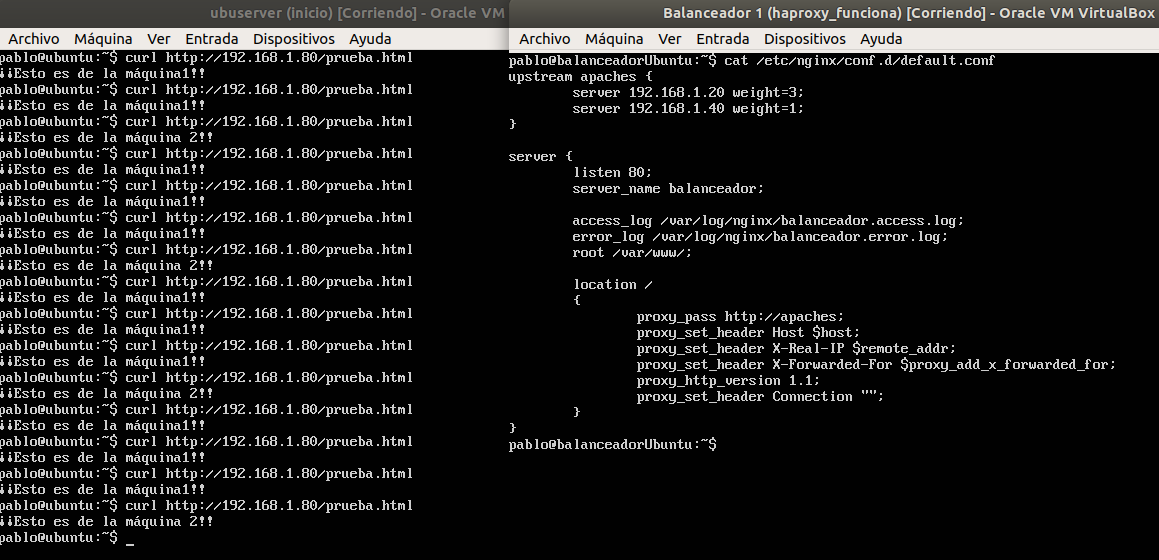 ubuserver (inicio) [Corriendo] - Oracle VM
Archivo Máquina Ver Entrada Dispositivos Ayuda
pablo@ubuntu:~$ curl http://192.168.1.80/prueba.html
¡¡Esto es de la máquina1!!
pablo@ubuntu:~$ curl http://192.168.1.80/prueba.html
¡¡Esto es de la máquina1!!
pablo@ubuntu:~$ curl http://192.168.1.80/prueba.html
¡¡Esto es de la máquina 2!!
pablo@ubuntu:~$ curl http://192.168.1.80/prueba.html
¡¡Esto es de la máquina1!!
pablo@ubuntu:~$ curl http://192.168.1.80/prueba.html
¡¡Esto es de la máquina1!!
pablo@ubuntu:~$ curl http://192.168.1.80/prueba.html
¡¡Esto es de la máquina1!!
pablo@ubuntu:~$ curl http://192.168.1.80/prueba.html
¡¡Esto es de la máquina 2!!
pablo@ubuntu:~$ curl http://192.168.1.80/prueba.html
¡¡Esto es de la máquina1!!
pablo@ubuntu:~$ curl http://192.168.1.80/prueba.html
¡¡Esto es de la máquina1!!
pablo@ubuntu:~$ curl http://192.168.1.80/prueba.html
¡¡Esto es de la máquina1!!
pablo@ubuntu:~$ curl http://192.168.1.80/prueba.html
¡¡Esto es de la máquina 2!!
pablo@ubuntu:~$ curl http://192.168.1.80/prueba.html
¡¡Esto es de la máquina1!!
pablo@ubuntu:~$ curl http://192.168.1.80/prueba.html
¡¡Esto es de la máquina1!!
pablo@ubuntu:~$ curl http://192.168.1.80/prueba.html
¡¡Esto es de la máquina1!!
pablo@ubuntu:~$ curl http://192.168.1.80/prueba.html
¡¡Esto es de la máquina 2!!
pablo@ubuntu:~$ _
Balanceador 1 (haproxy_funciona) [Corriendo] - Oracle VM VirtualBox
Archivo Máquina Ver Entrada Dispositivos Ayuda
pablo@balanceadorUbuntu:~$ cat /etc/nginx/conf.d/default.conf
upstream apaches {
server 192.168.1.20 weight=3;
server 192.168.1.40 weight=1;
}
server {
listen 80;
server_name balanceador;
access_log /var/log/nginx/balanceador.access.log;
error_log /var/log/nginx/balanceador.error.log;
root /var/www/;
location /
{
proxy_pass http://apaches;
proxy_set_header Host $host;
proxy_set_header X-Real-IP $remote_addr;
proxy_set_header X-Forwarded-For $proxy_add_x_forwarded_for;
proxy_http_version 1.1;
proxy_set_header Connection "";
}
}
pablo@balanceadorUbuntu:~$